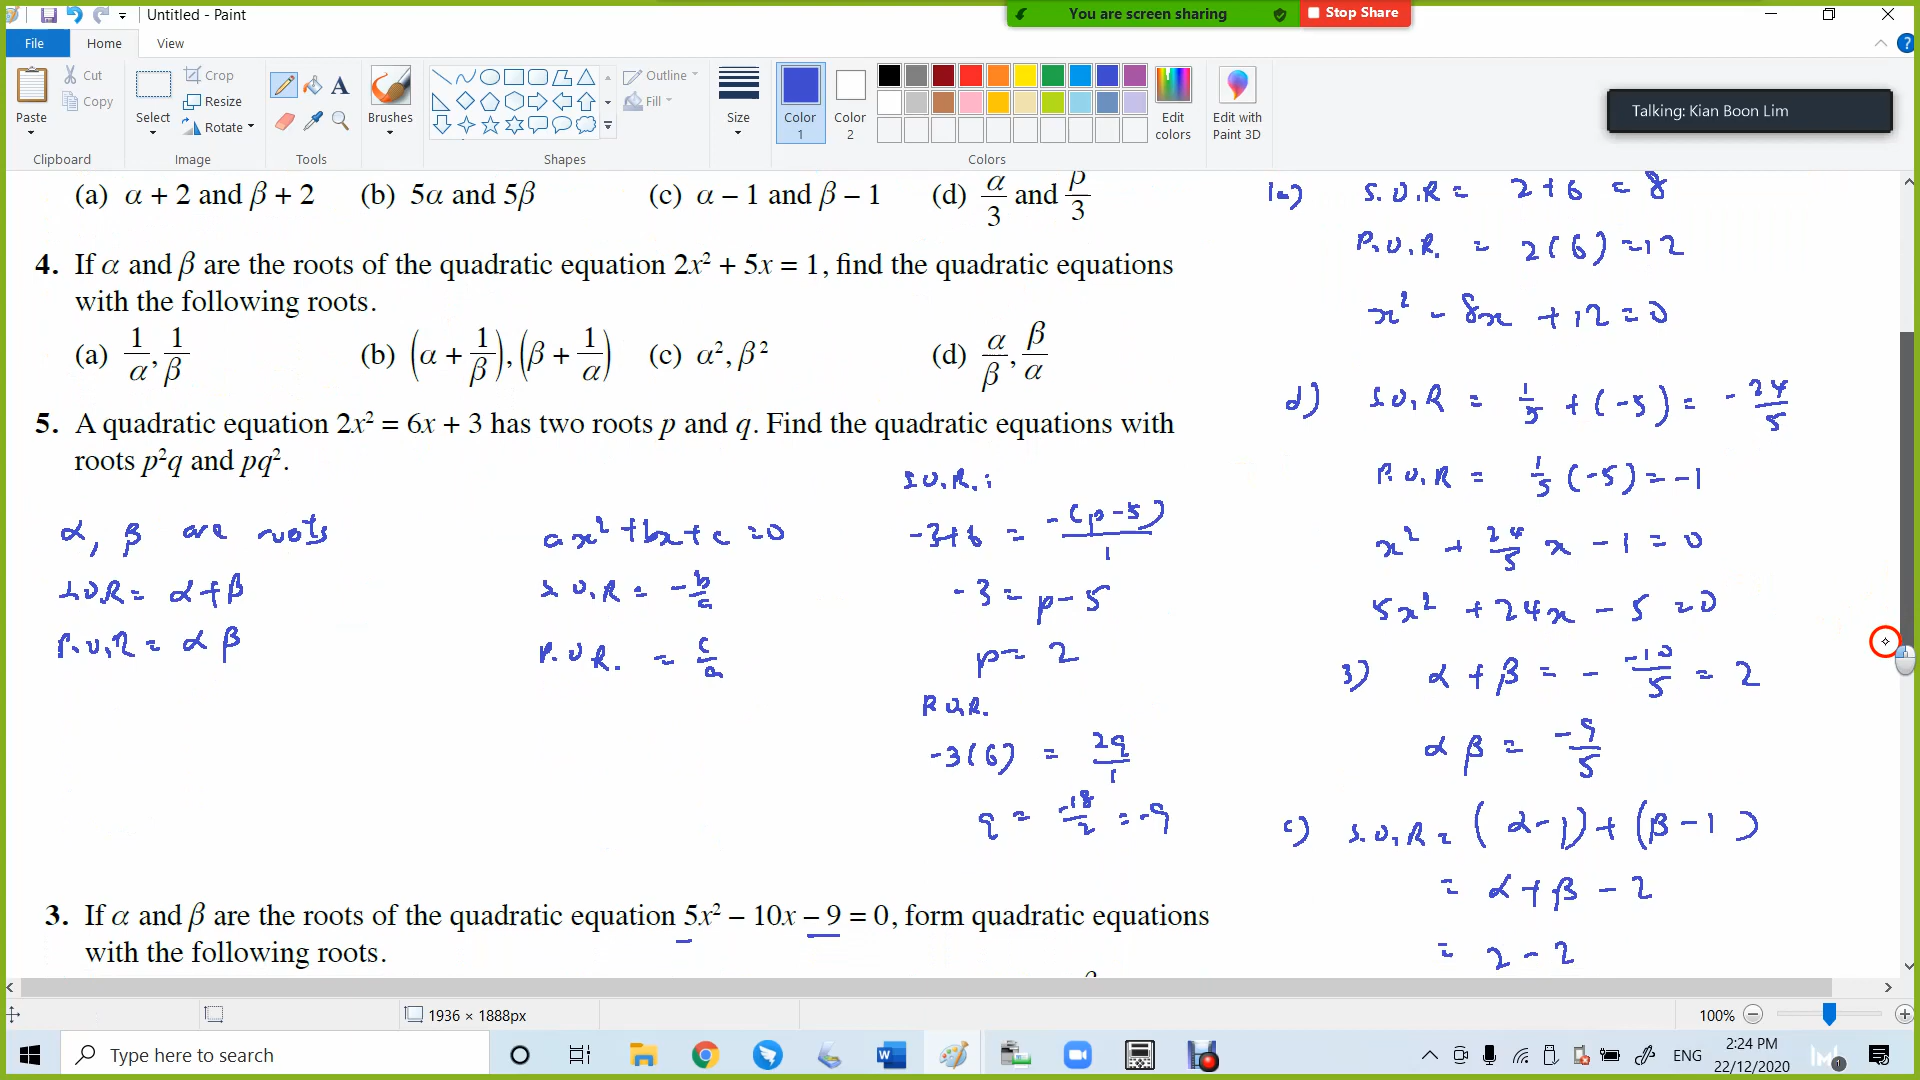 Untitled - Paint
You are screen sharing
Stop Share
File Home View
Cut
Copy
Paste
Clipboard
Crop
Resize
Rotate
Select
Image
Tools
Brushes
Outline
Fill
Shapes
Size
Color 1
Color 2
Edit colors
Colors
Edit with Paint 3D
Talking: Kian Boon Lim
(a) α + 2 and β + 2 (b) 5α and 5β (c) α – 1 and β – 1 (d) α/3 and β/3
4. If α and β are the roots of the quadratic equation 2x² + 5x = 1, find the quadratic equations
with the following roots.
(a) 1/α, 1/β (b) (α + 1/β), (β + 1/α) (c) α², β² (d) α/β, β/α
5. A quadratic equation 2x² = 6x + 3 has two roots p and q. Find the quadratic equations with
roots p²q and pq².
α, β are roots
S.O.R = α + β
P.O.R = α β
ax² + bx + c = 0
S.O.R = -b/a
P.O.R. = c/a
S.O.R. :
-3+6 = -(p-5)/1
-3 = p - 5
p = 2
P.O.R.
-3(6) = 2q/1
q = -18/2 = -9
3. If α and β are the roots of the quadratic equation 5x² – 10x – 9 = 0, form quadratic equations
with the following roots.
1a) S.O.R = 2 + 6 = 8
P.O.R. = 2(6) = 12
x² - 8x + 12 = 0
d) S.O.R = 1/5 + (-5) = -24/5
P.O.R = 1/5 (-5) = -1
x² + 24/5 x - 1 = 0
5x² + 24x - 5 = 0
3) α + β = - -10/5 = 2
α β = -9/5
c) S.O.R = (α-1) + (β-1)
= α + β - 2
= 2 - 2
1936 × 1888px
100%
Type here to search
ENG
2:24 PM
22/12/2020
1